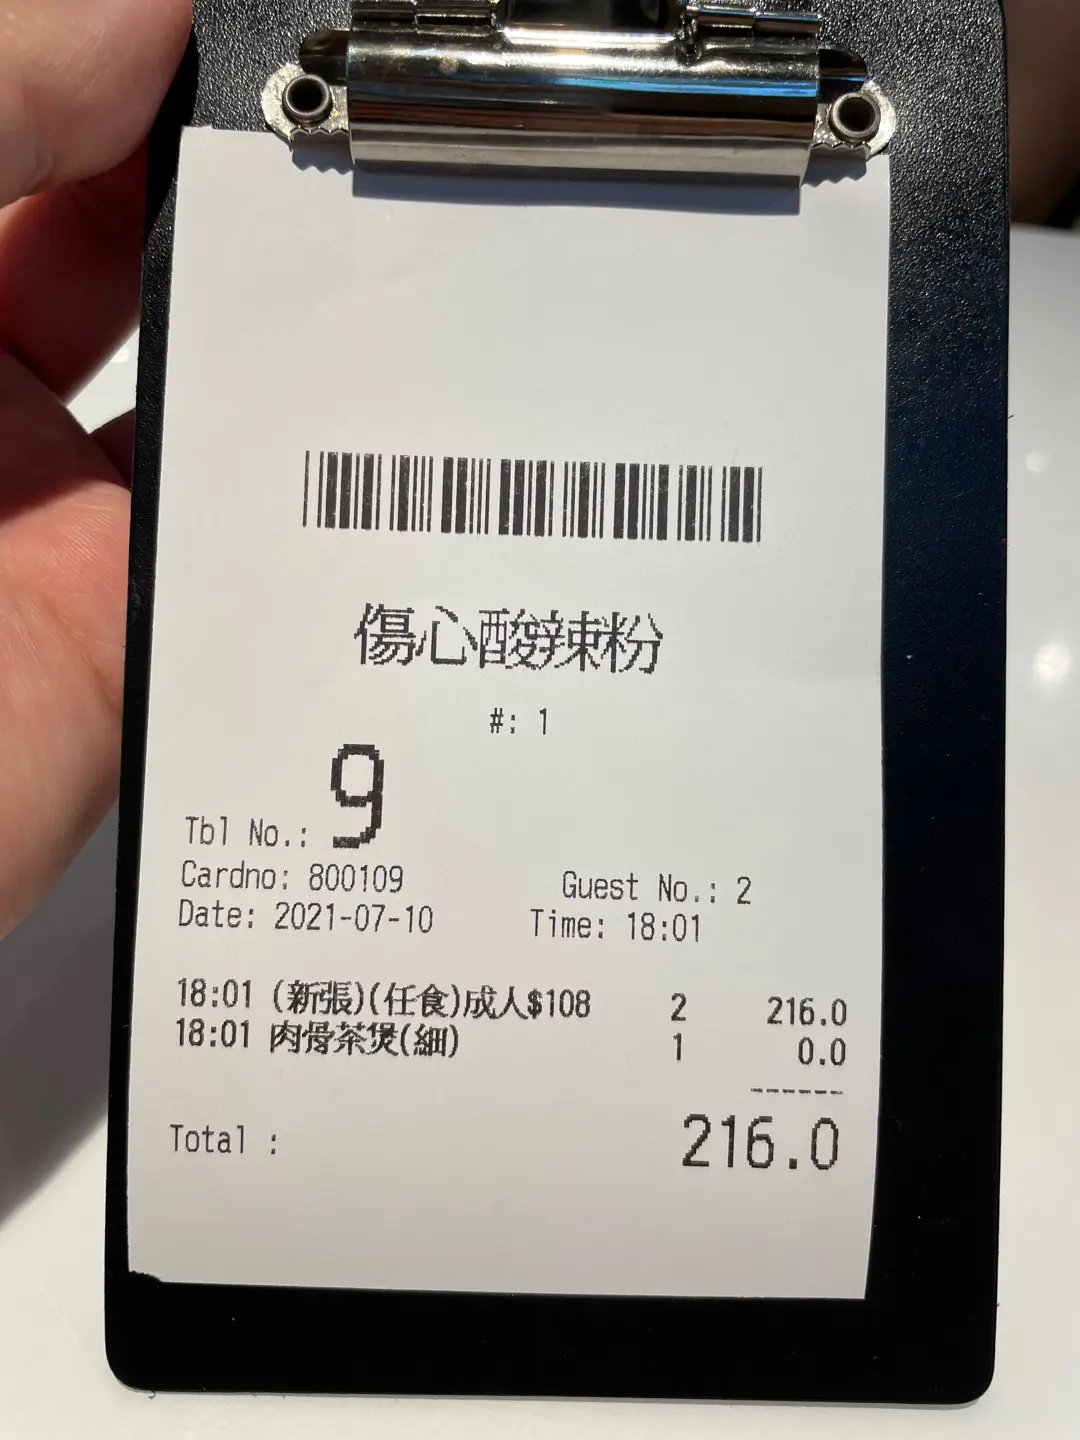 傷心酸辣粉
#: 1
Tbl No.: 9
Cardno: 800109 Guest No.: 2
Date: 2021-07-10 Time: 18:01
18:01 (新張)(任食)成人$108 2 216.0
18:01 肉骨茶煲(細) 1 0.0
------
Total : 216.0